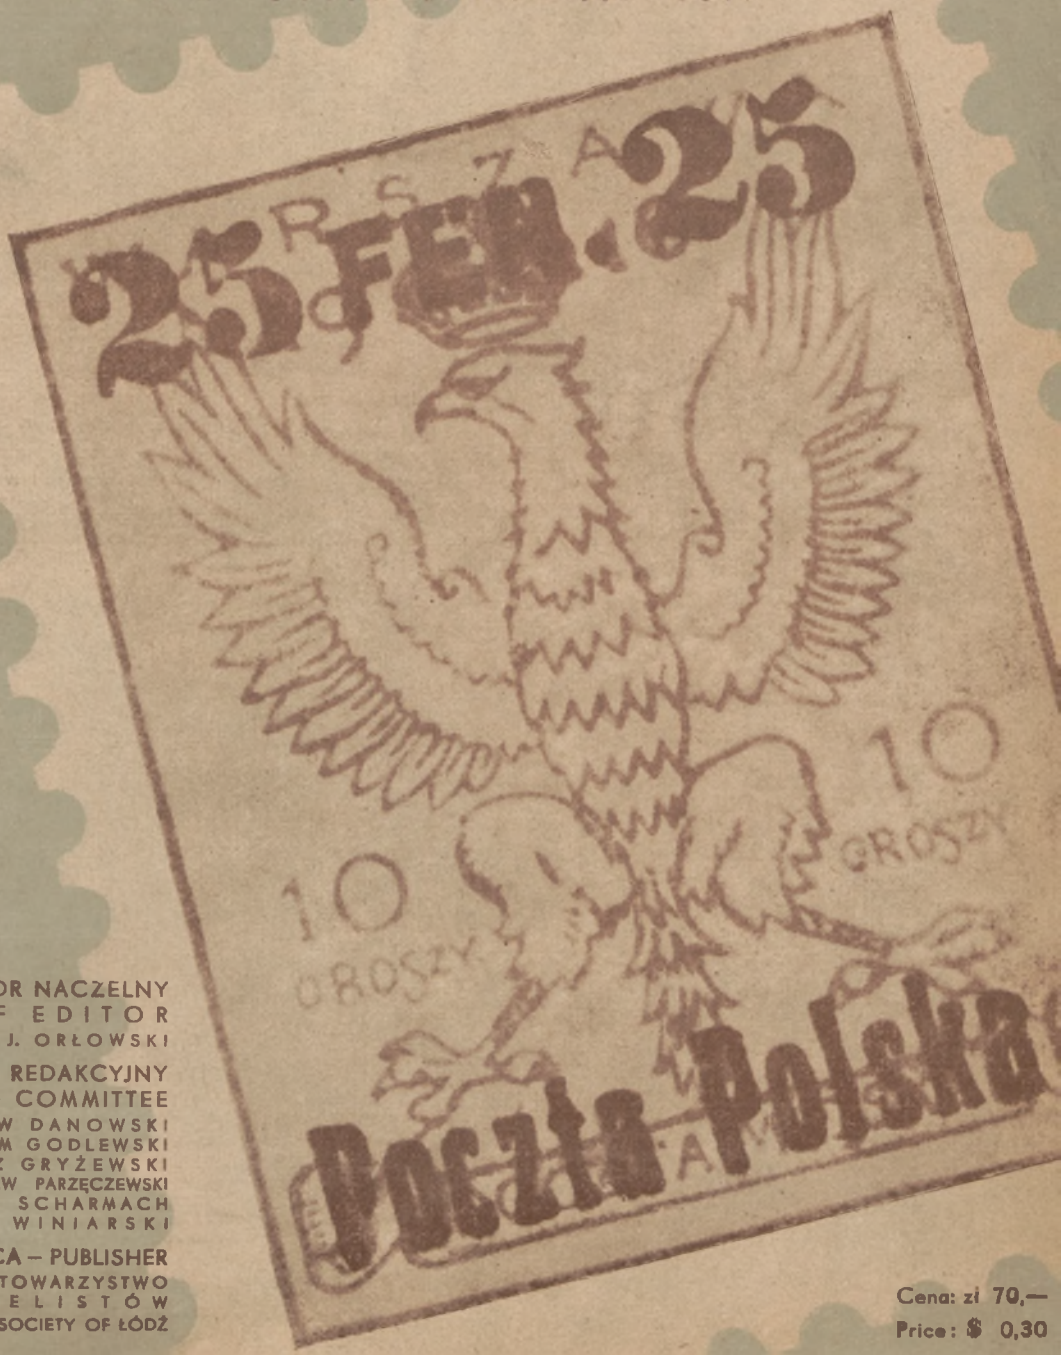 R S Z A
25 FEN. 25
10
GROSZY
10
GROSZY
Poczta Polska
OR NACZELNY
F EDITOR
J. ORŁOWSKI
REDAKCYJNY
COMMITTEE
W DANOWSKI
M GODLEWSKI
Z GRYŻEWSKI
W PARZĘCZEWSKI
SCHARMACH
WINIARSKI
CA – PUBLISHER
TOWARZYSTWO
ELISTÓW
SOCIETY OF ŁÓDŹ
Cena: zł 70,—
Price: $ 0,30